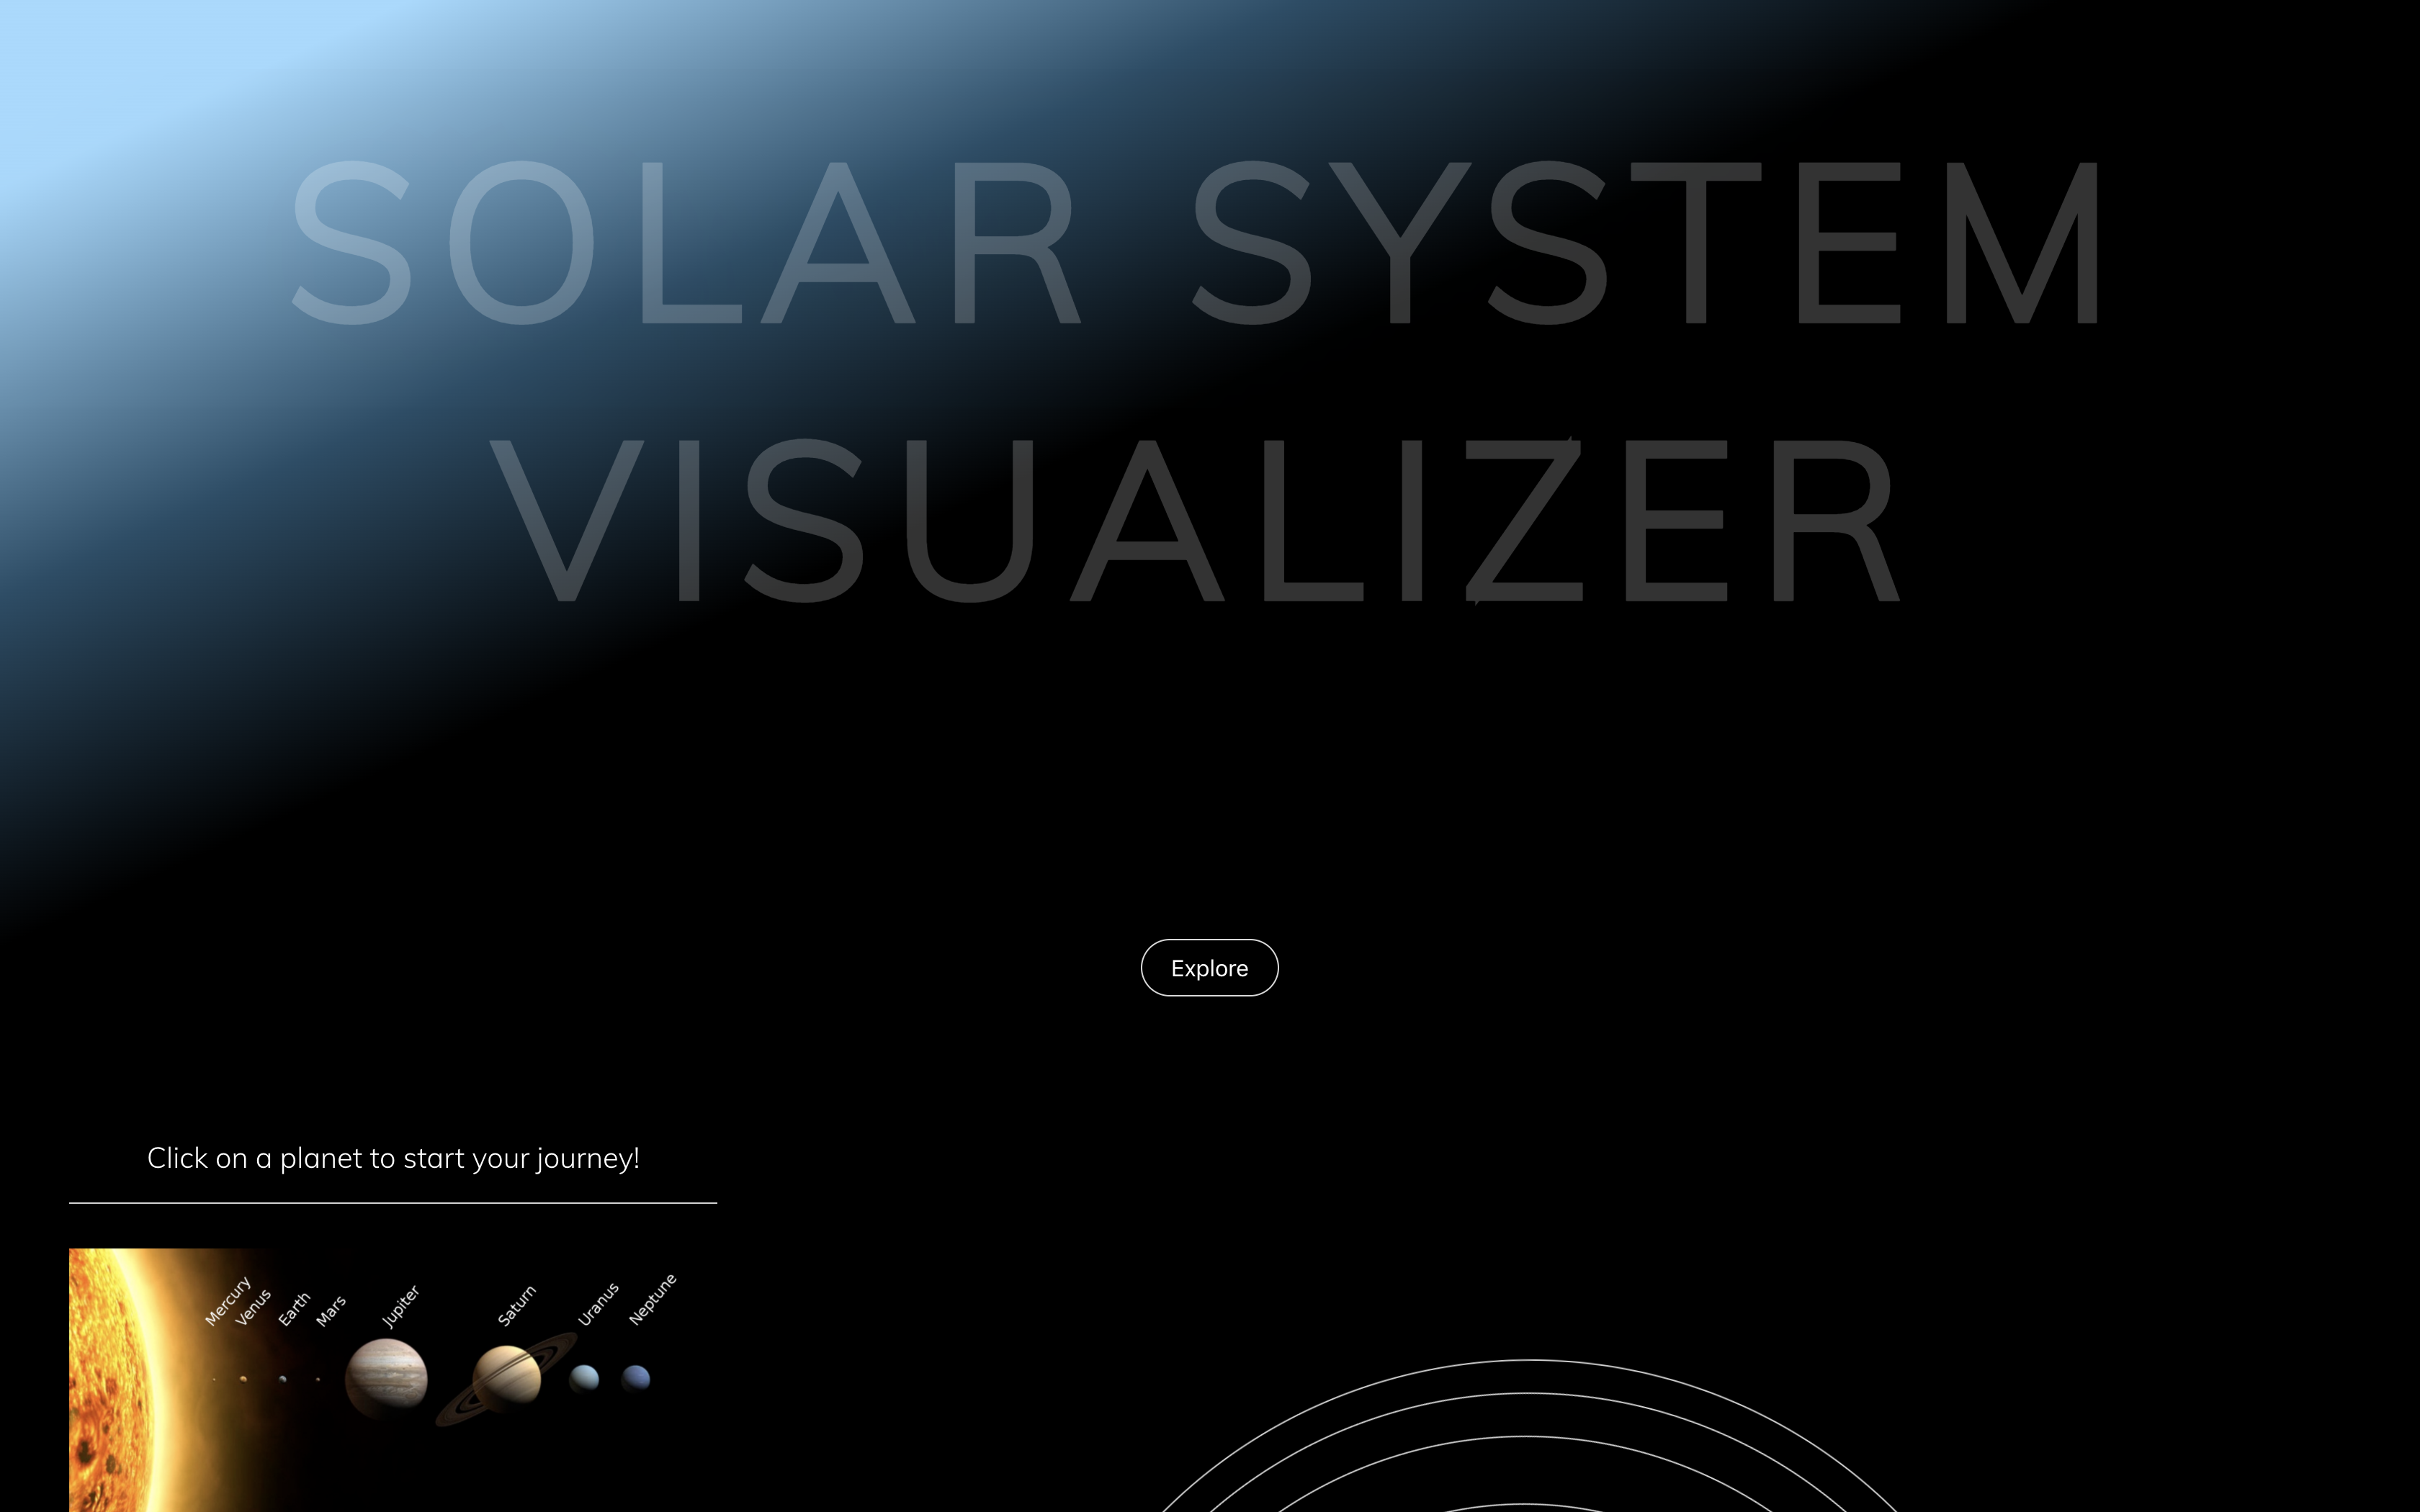 SOLAR SYSTEM
VISUALIZER
Explore
Click on a planet to start your journey!
Mercury
Venus
Earth
Mars
Jupiter
Saturn
Uranus
Neptune